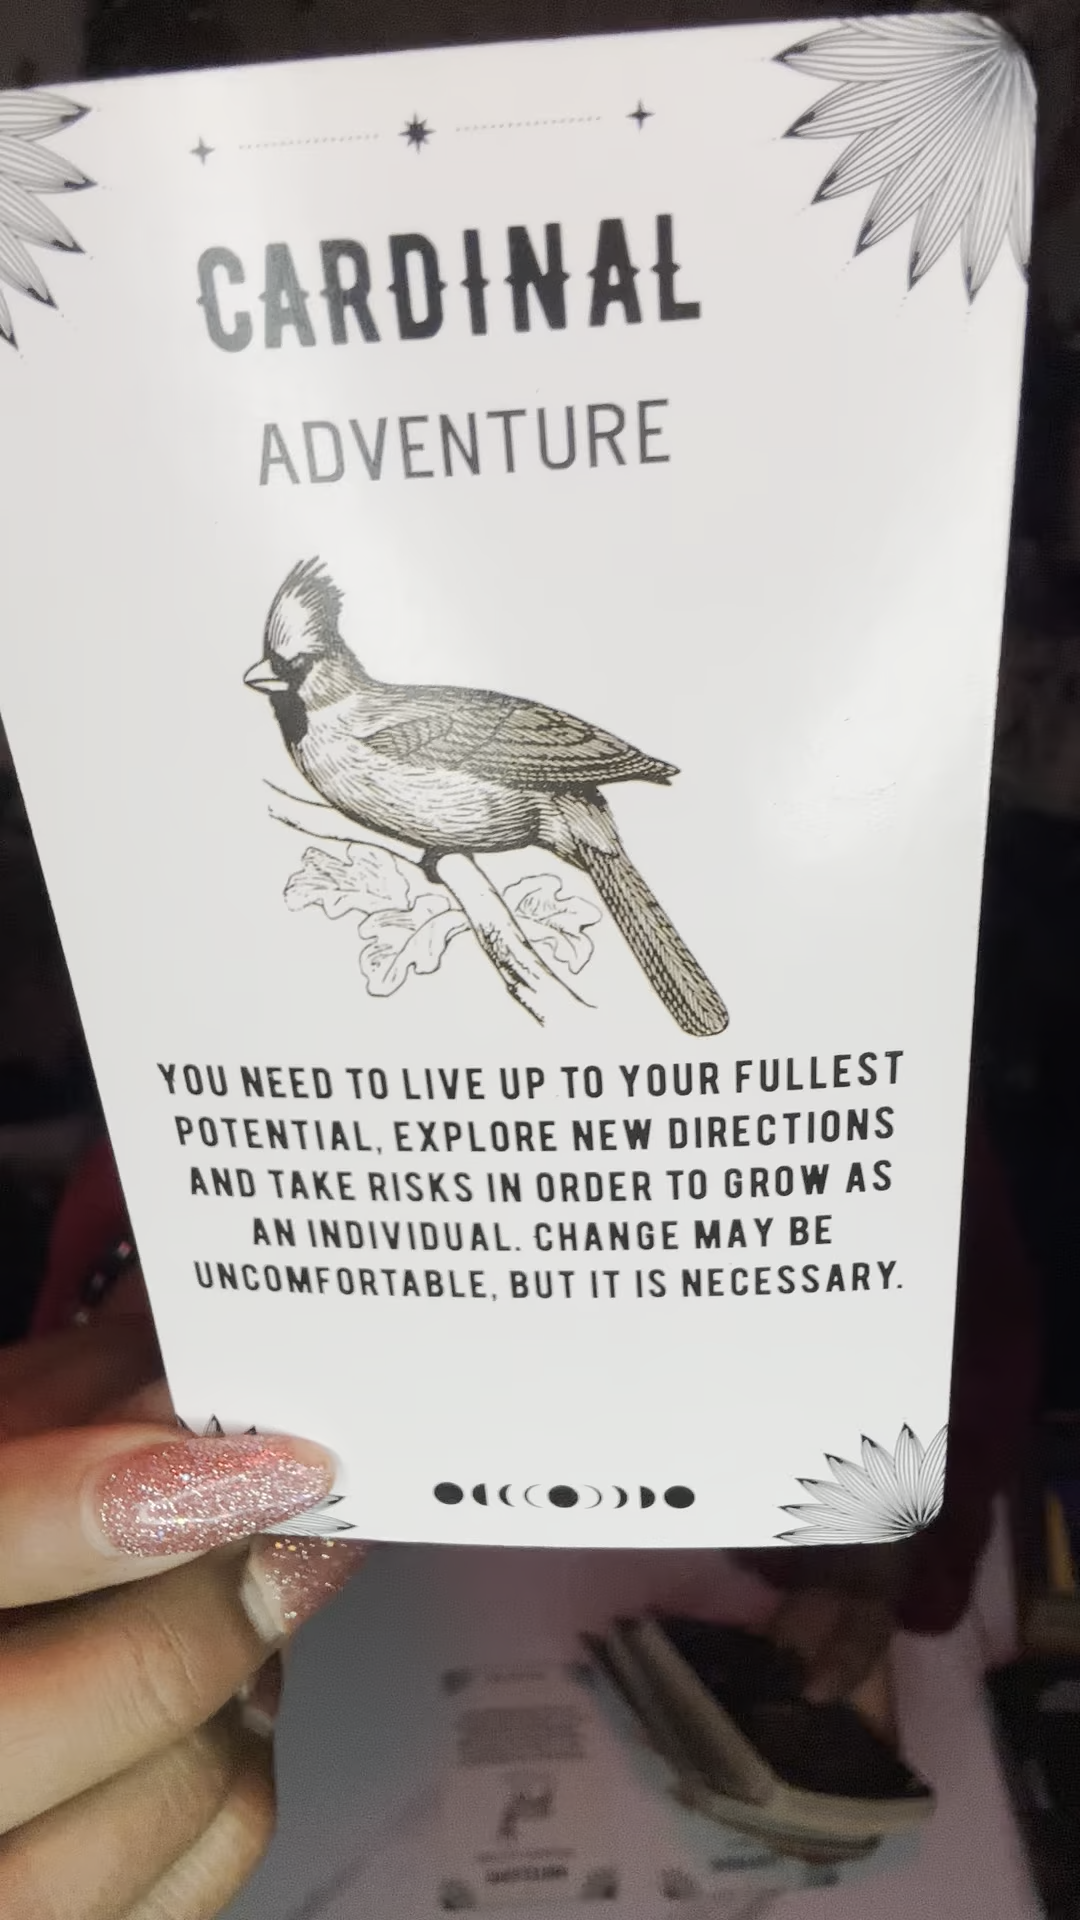 CARDINAL
ADVENTURE
YOU NEED TO LIVE UP TO YOUR FULLEST
POTENTIAL, EXPLORE NEW DIRECTIONS
AND TAKE RISKS IN ORDER TO GROW AS
AN INDIVIDUAL. CHANGE MAY BE
UNCOMFORTABLE, BUT IT IS NECESSARY.